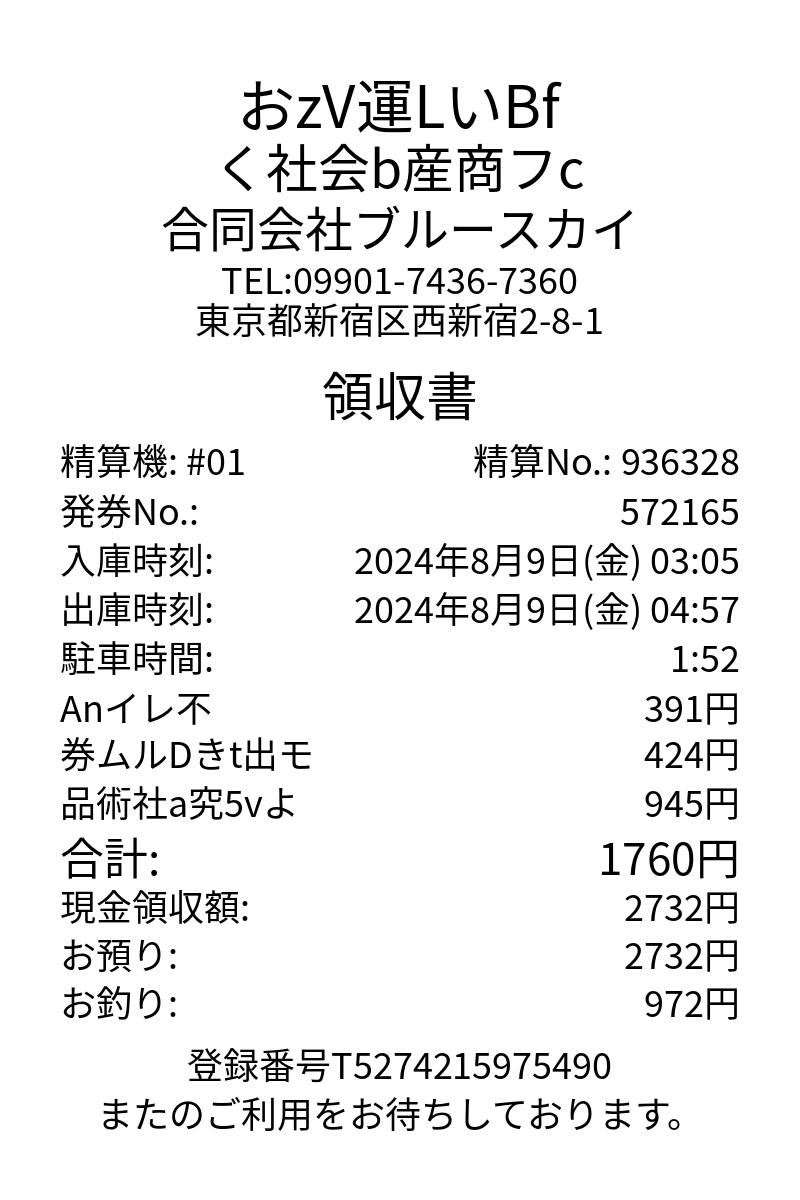 おzV運LいBf
く社会b産商フc
合同会社ブルースカイ
TEL:09901-7436-7360
東京都新宿区西新宿2-8-1
領収書
精算機: #01 精算No.: 936328
発券No.: 572165
入庫時刻: 2024年8月9日(金) 03:05
出庫時刻: 2024年8月9日(金) 04:57
駐車時間: 1:52
Anイレ不 391円
券ムルDきt出モ 424円
品術社a究5vよ 945円
合計: 1760円
現金領収額: 2732円
お預り: 2732円
お釣り: 972円
登録番号T5274215975490
またのご利用をお待ちしております。